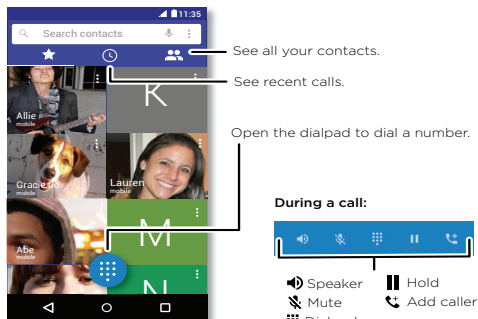 11:35
Search contacts
See all your contacts.
See recent calls.
K
Allie
mobile
Open the dialpad to dial a number.
Gracie Jo
mobile
Lauren
mobile
M
Abe
mobile
N
During a call:
Speaker
Hold
Mute
Add caller